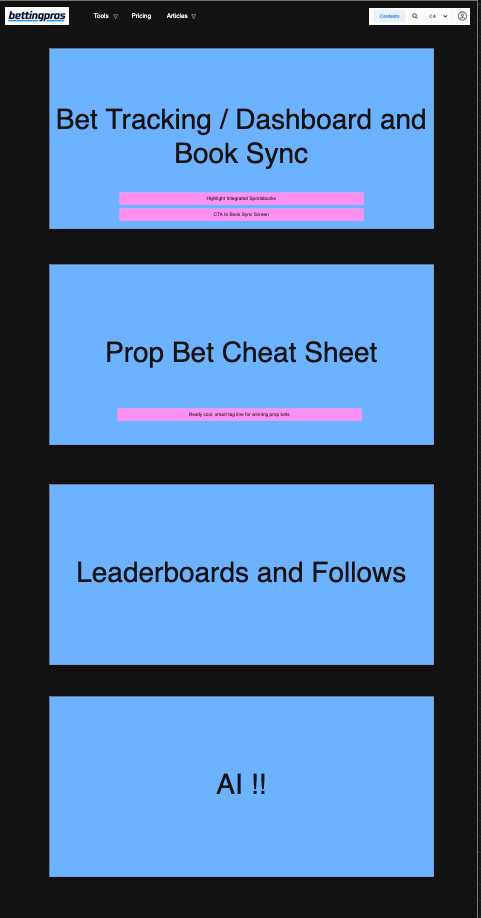 bettingpros
Tools ▽ Pricing Articles ▽
Contests CA
Bet Tracking / Dashboard and
Book Sync
Highlight Integrated Sportsbooks
CTA to Book Sync Screen
Prop Bet Cheat Sheet
Really cool, smart tag line for winning prop bets
Leaderboards and Follows
AI !!